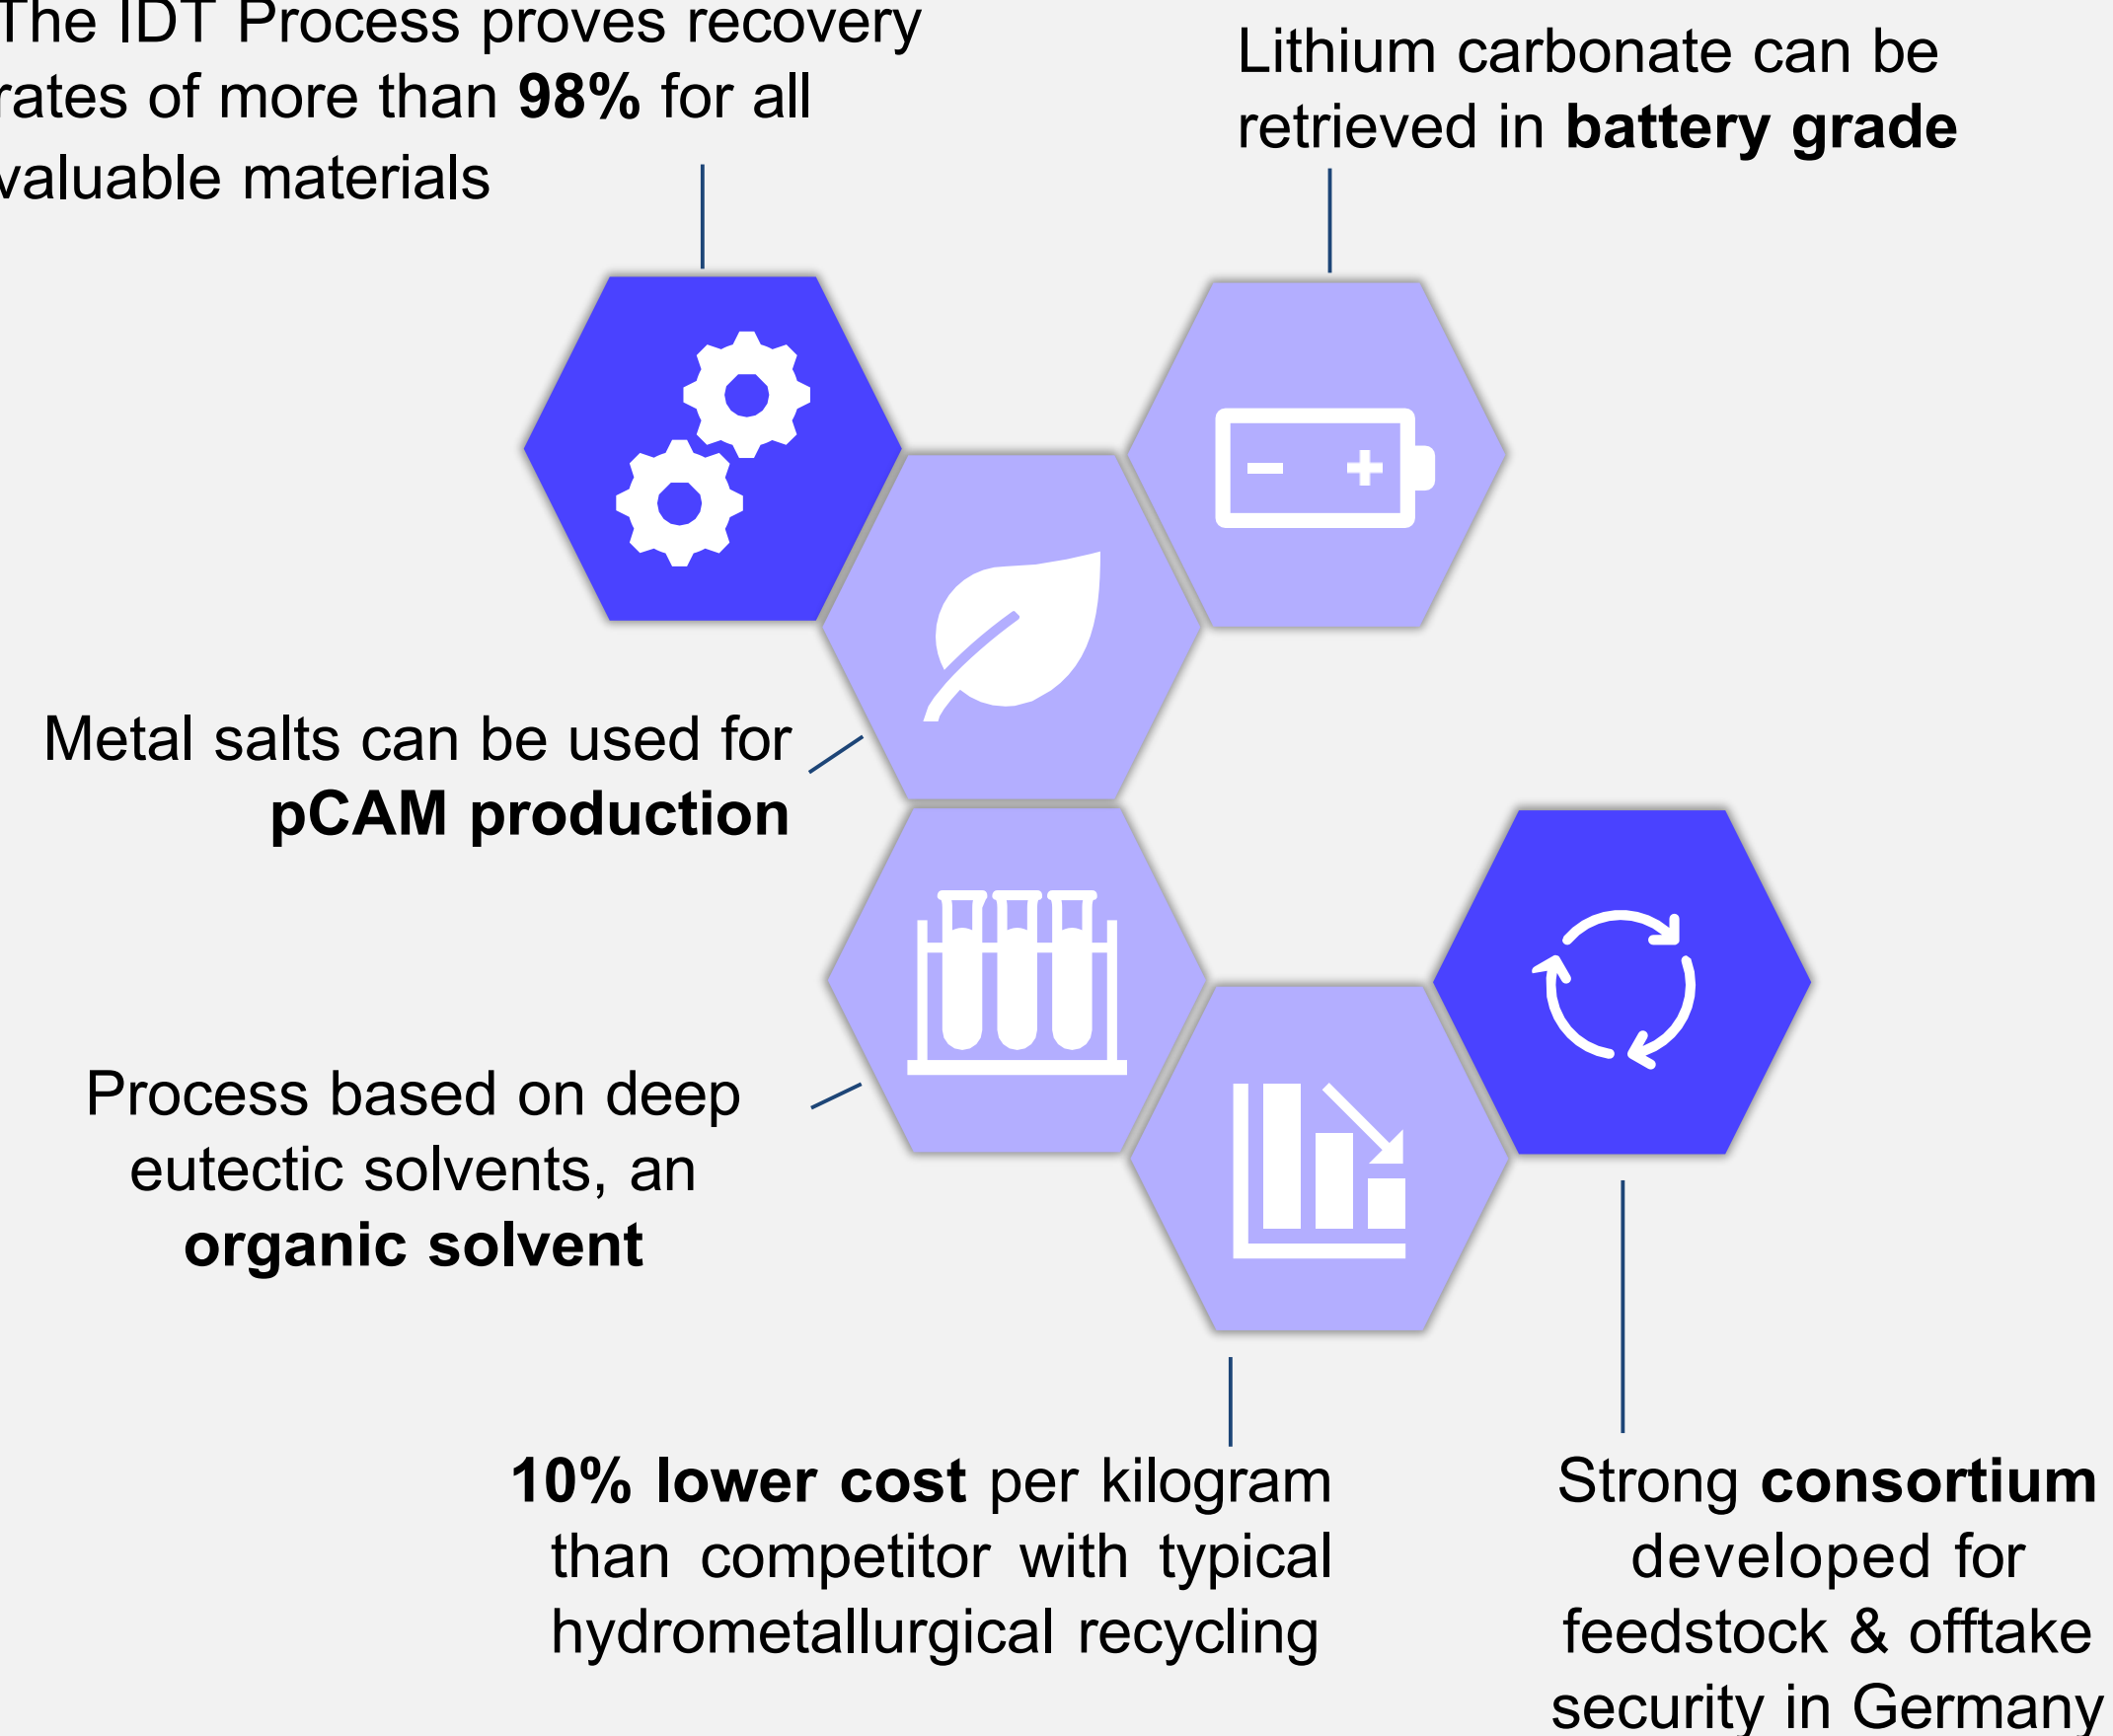 The IDT Process proves recovery
rates of more than 98% for all
valuable materials
Lithium carbonate can be
retrieved in battery grade
Metal salts can be used for
pCAM production
Process based on deep
eutectic solvents, an
organic solvent
10% lower cost per kilogram
than competitor with typical
hydrometallurgical recycling
Strong consortium
developed for
feedstock & offtake
security in Germany